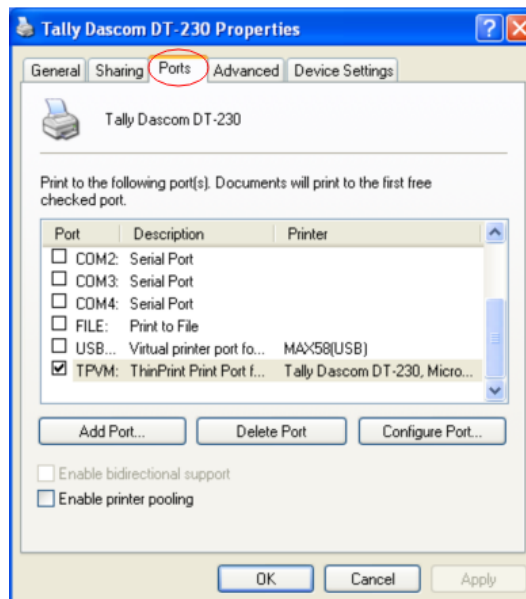 Tally Dascom DT-230 Properties
General Sharing Ports Advanced Device Settings
Tally Dascom DT-230
Print to the following port(s). Documents will print to the first free
checked port.
Port Description Printer
COM2: Serial Port
COM3: Serial Port
COM4: Serial Port
FILE: Print to File
USB... Virtual printer port fo... MAX58(USB)
TPVM: ThinPrint Print Port f... Tally Dascom DT-230, Micro...
Add Port... Delete Port Configure Port...
Enable bidirectional support
Enable printer pooling
OK Cancel Apply